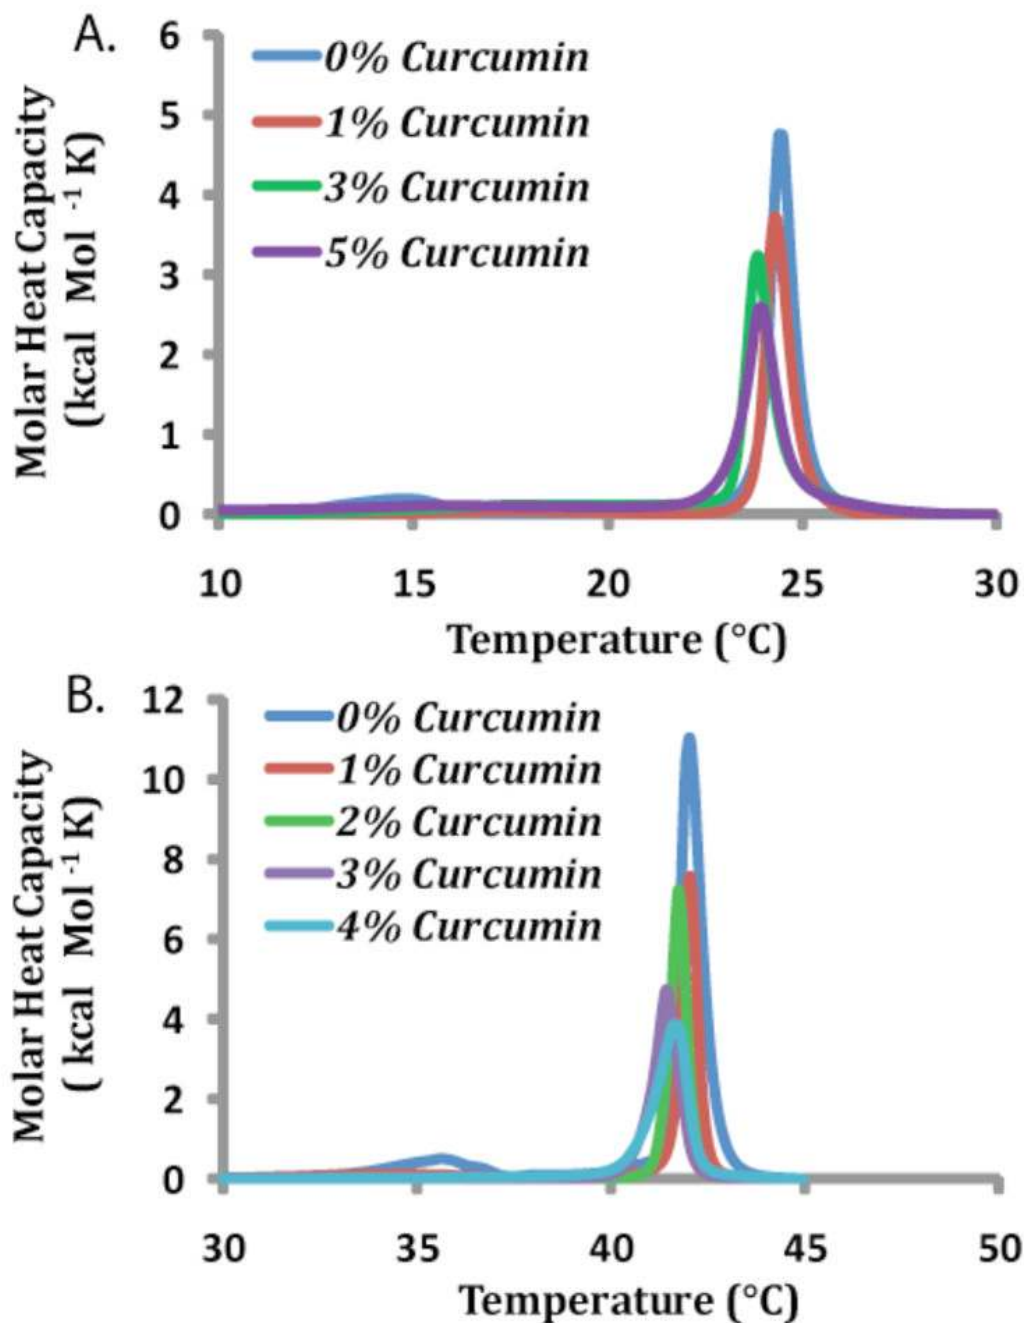 A.
6
5
4
3
2
1
0
Molar Heat Capacity
(kcal Mol -1 K)
0% Curcumin
1% Curcumin
3% Curcumin
5% Curcumin
10 15 20 25 30
Temperature (°C)
B.
12
10
8
6
4
2
0
Molar Heat Capacity
( kcal Mol -1 K)
0% Curcumin
1% Curcumin
2% Curcumin
3% Curcumin
4% Curcumin
30 35 40 45 50
Temperature (°C)